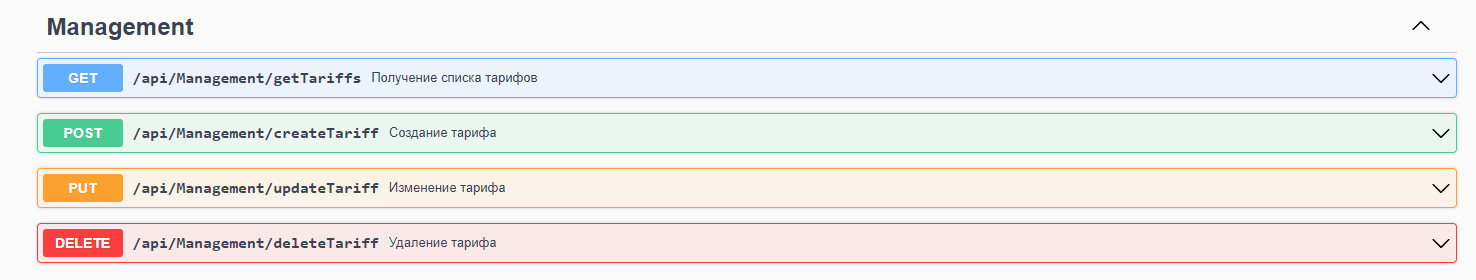 Management
GET /api/Management/getTariffs Получение списка тарифов
POST /api/Management/createTariff Создание тарифа
PUT /api/Management/updateTariff Изменение тарифа
DELETE /api/Management/deleteTariff Удаление тарифа